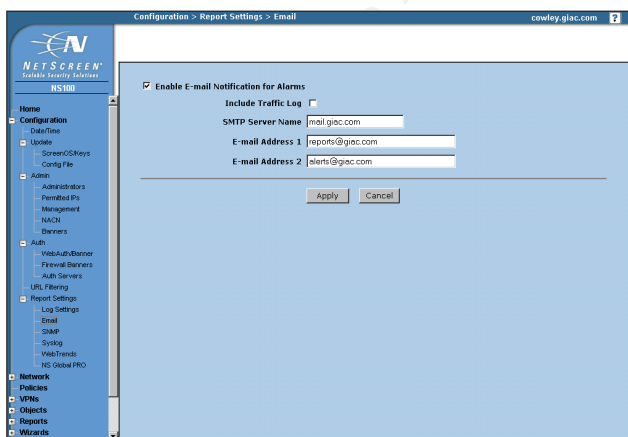 Configuration > Report Settings > Email
cowley.giac.com
?
N
NETSCREEN
Scalable Security Solutions
NS100
Home
Configuration
Date/Time
Update
ScreenOS/Keys
Config File
Admin
Administrators
Permitted IPs
Management
NACN
Banners
Auth
WebAuth/Banner
Firewall Banners
Auth Servers
URL Filtering
Report Settings
Log Settings
Email
SNMP
Syslog
WebTrends
NS Global PRO
Network
Policies
VPNs
Objects
Reports
Wizards
Enable E-mail Notification for Alarms
Include Traffic Log
SMTP Server Name mail.giac.com
E-mail Address 1 reports@giac.com
E-mail Address 2 alerts@giac.com
Apply Cancel